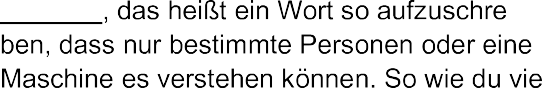 _______, das heißt ein Wort so aufzuschre
ben, dass nur bestimmte Personen oder eine
Maschine es verstehen können. So wie du vie